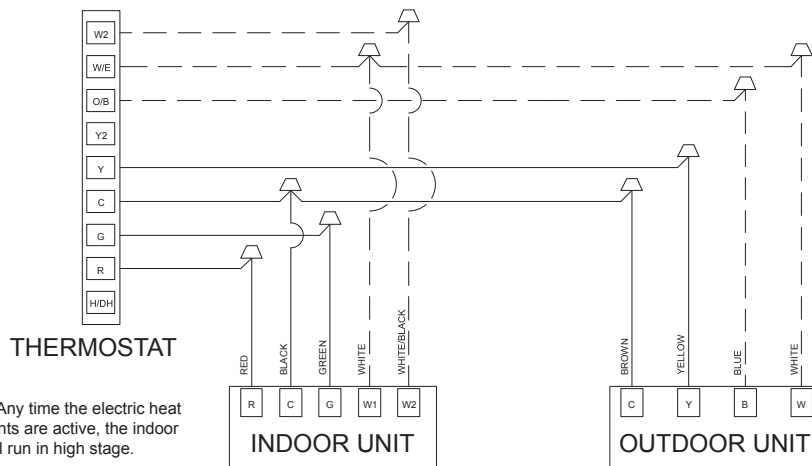 W2
W/E
O/B
Y2
Y
C
G
R
H/DH
THERMOSTAT
RED
BLACK
GREEN
WHITE
WHITE/BLACK
BROWN
YELLOW
BLUE
WHITE
R
C
G
W1
W2
C
Y
B
W
INDOOR UNIT
OUTDOOR UNIT
Any time the electric heat
nts are active, the indoor
l run in high stage.